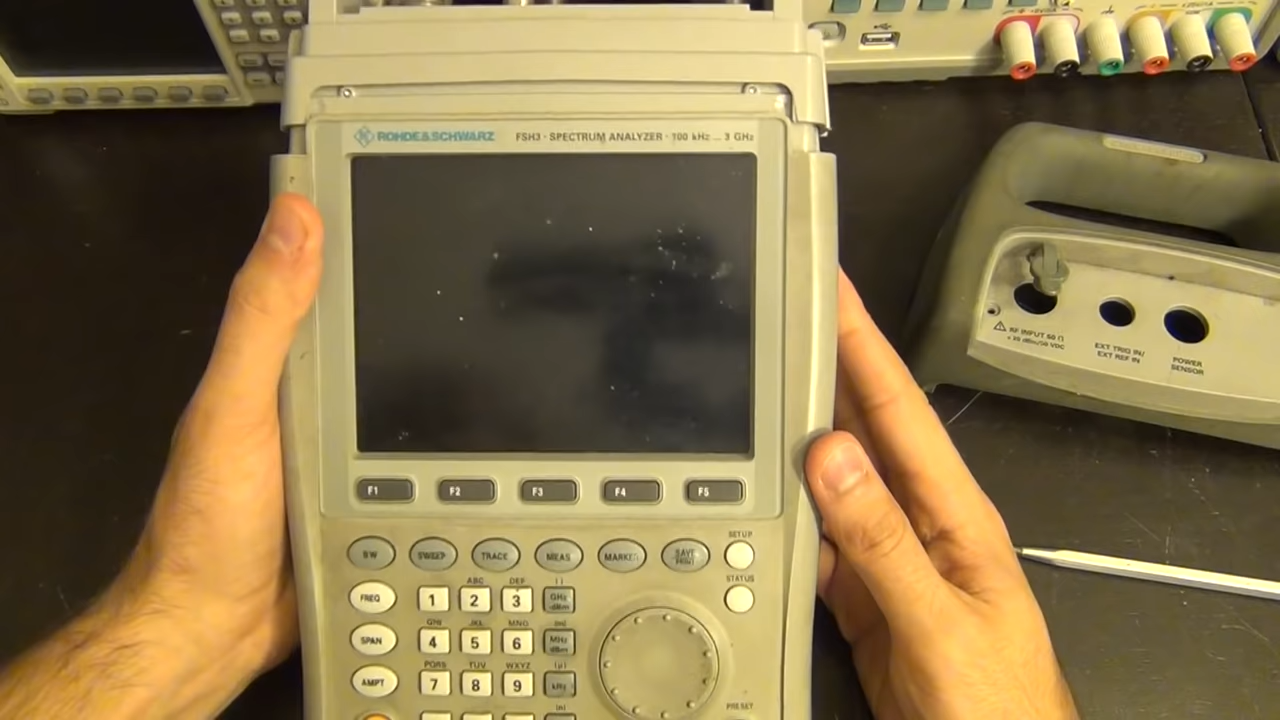 ROHDE&SCHWARZ FSH3 · SPECTRUM ANALYZER · 100 kHz ... 3 GHz
F1 F2 F3 F4 F5
BW SWEEP TRACE MEAS MARKER SAVE PRINT
SETUP
STATUS
ABC DEF
FREQ 1 2 3 GHz -dBm
GHI JKL MNO
SPAN 4 5 6 MHz dBm
PQRS TUV WXYZ
AMPT 7 8 9 kHz
PRESET
RF INPUT 50 Ω
EXT TRIG IN/
EXT REF IN
POWER
SENSOR